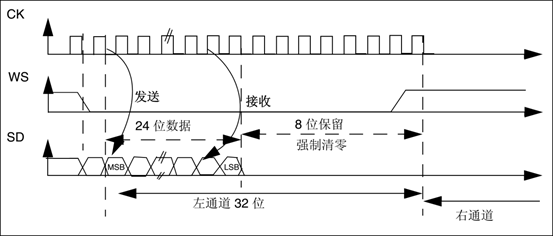 CK
WS
发送
接收
24 位数据
8 位保留
强制清零
SD
MSB
LSB
左通道 32 位
右通道